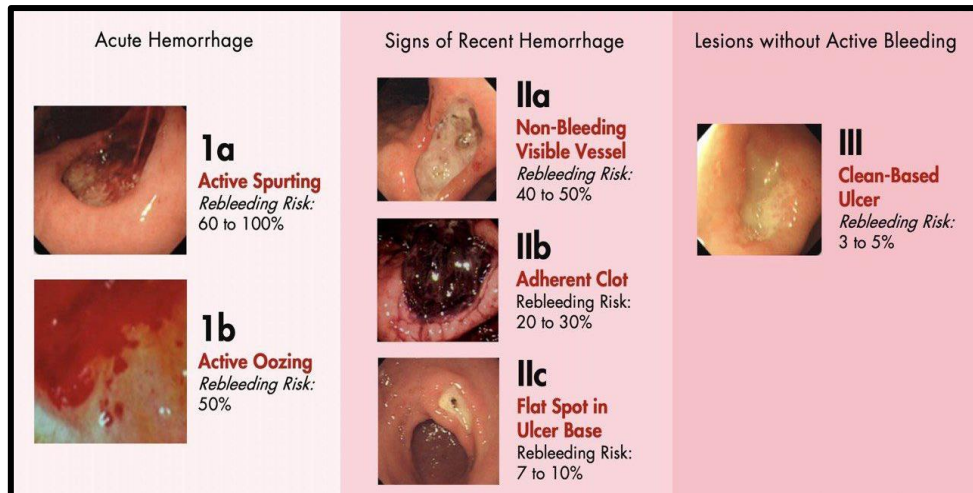 Acute Hemorrhage
1a
Active Spurting
Rebleeding Risk:
60 to 100%
1b
Active Oozing
Rebleeding Risk:
50%
Signs of Recent Hemorrhage
IIa
Non-Bleeding
Visible Vessel
Rebleeding Risk:
40 to 50%
IIb
Adherent Clot
Rebleeding Risk:
20 to 30%
IIc
Flat Spot in
Ulcer Base
Rebleeding Risk:
7 to 10%
Lesions without Active Bleeding
III
Clean-Based
Ulcer
Rebleeding Risk:
3 to 5%